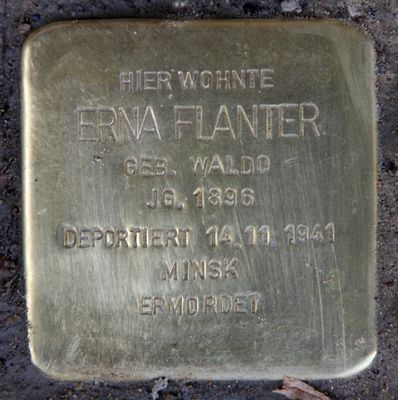 HIER WOHNTE
ERNA FLANTER
GEB. WALDO
JG. 1896
DEPORTIERT 14.11.1941
MINSK
ERMORDET